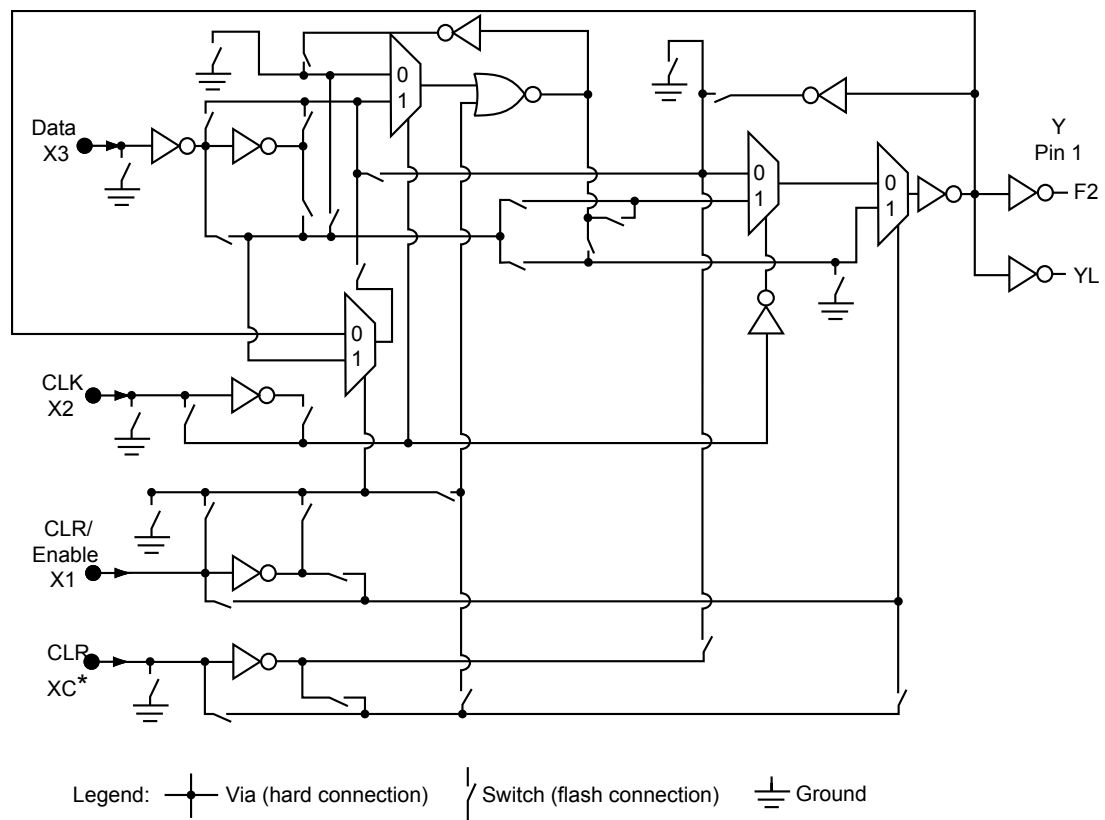 0
1
Data
X3
0
1
0
1
Y
Pin 1
F2
YL
0
1
CLK
X2
CLR/
Enable
X1
CLR
XC*
Legend: Via (hard connection) Switch (flash connection) Ground